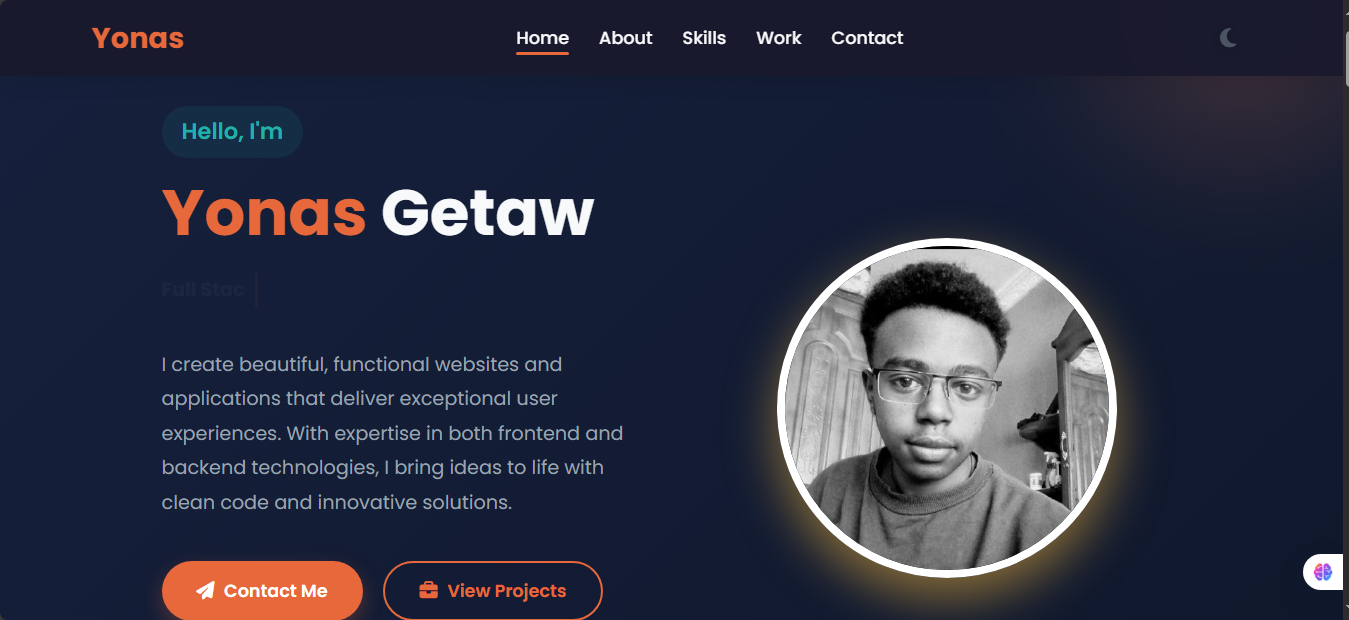 Yonas
Home About Skills Work Contact
Hello, I'm
Yonas Getaw
Full Stac
I create beautiful, functional websites and
applications that deliver exceptional user
experiences. With expertise in both frontend and
backend technologies, I bring ideas to life with
clean code and innovative solutions.
Contact Me
View Projects